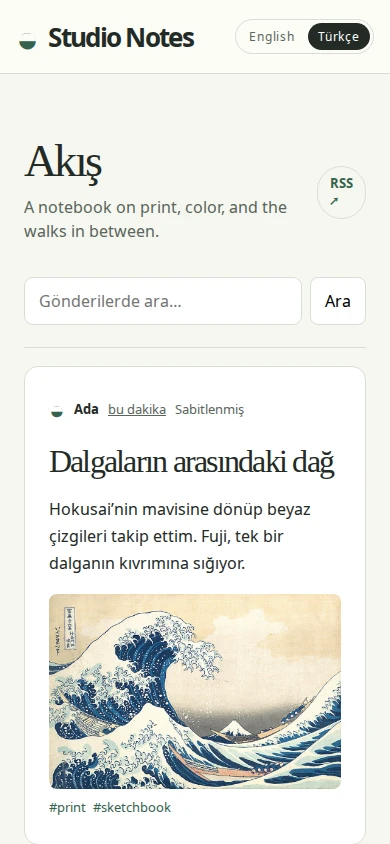 Studio Notes
English Türkçe
Akış
A notebook on print, color, and the
walks in between.
RSS
↗
Gönderilerde ara…
Ara
Ada bu dakika Sabitlenmiş
Dalgaların arasındaki dağ
Hokusai’nin mavisine dönüp beyaz
çizgileri takip ettim. Fuji, tek bir
dalganın kıvrımına sığıyor.
#print #sketchbook